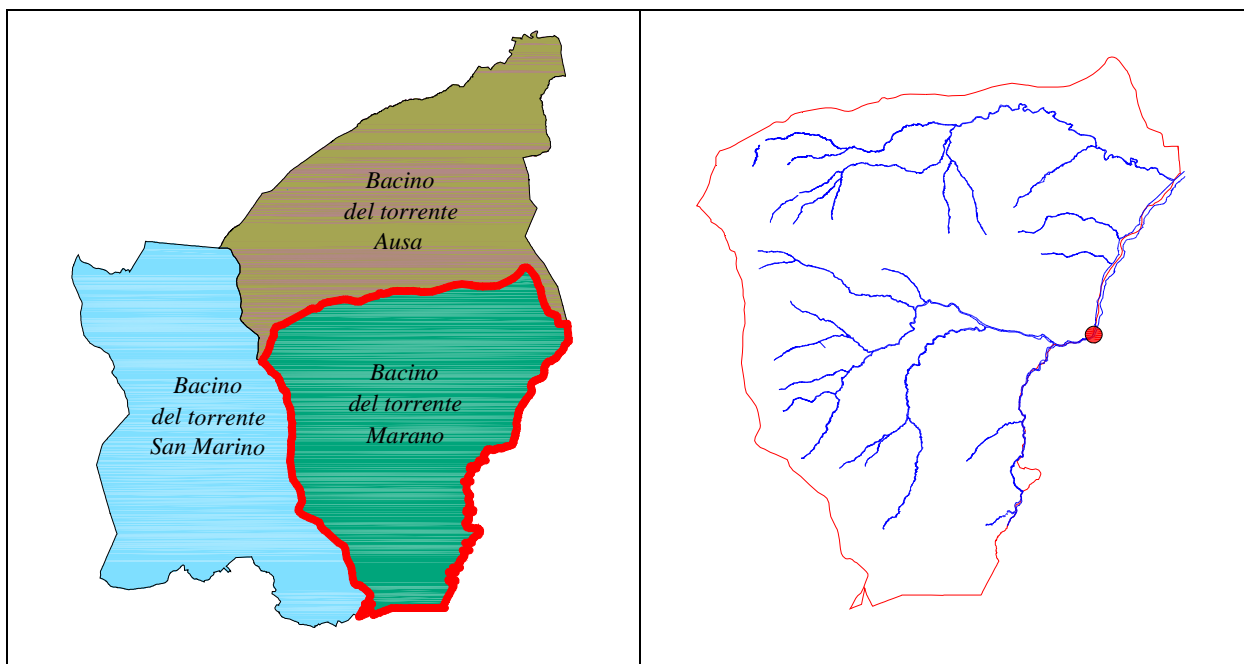 Bacino
del torrente
Ausa
Bacino
del torrente
San Marino
Bacino
del torrente
Marano